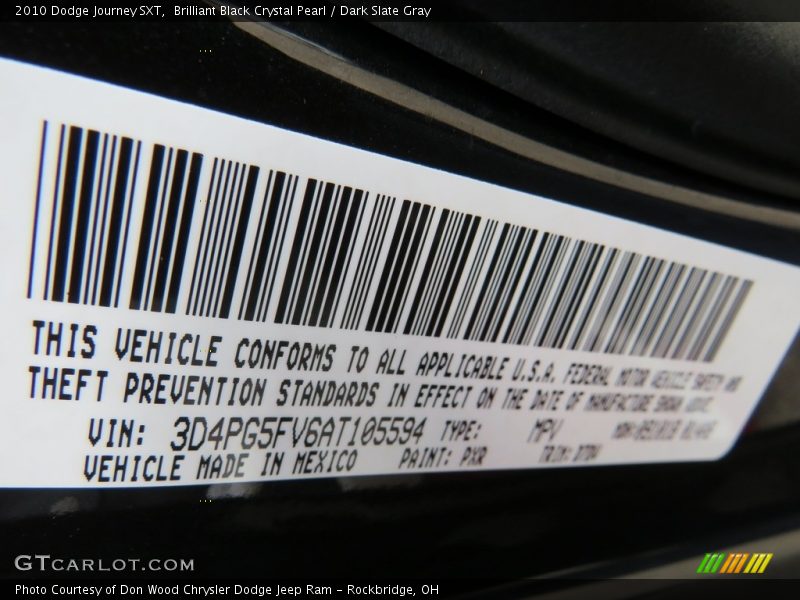 2010 Dodge Journey SXT, Brilliant Black Crystal Pearl / Dark Slate Gray
THIS VEHICLE CONFORMS TO ALL APPLICABLE U.S.A. FEDERAL MOTOR VEHICLE SAFETY AND
THEFT PREVENTION STANDARDS IN EFFECT ON THE DATE OF MANUFACTURE SHOWN ABOVE.
VIN: 3D4PG5FV6AT105594 TYPE: MPV
VEHICLE MADE IN MEXICO PAINT: PXR TRIM:
GTCARLOT.COM
Photo Courtesy of Don Wood Chrysler Dodge Jeep Ram - Rockbridge, OH